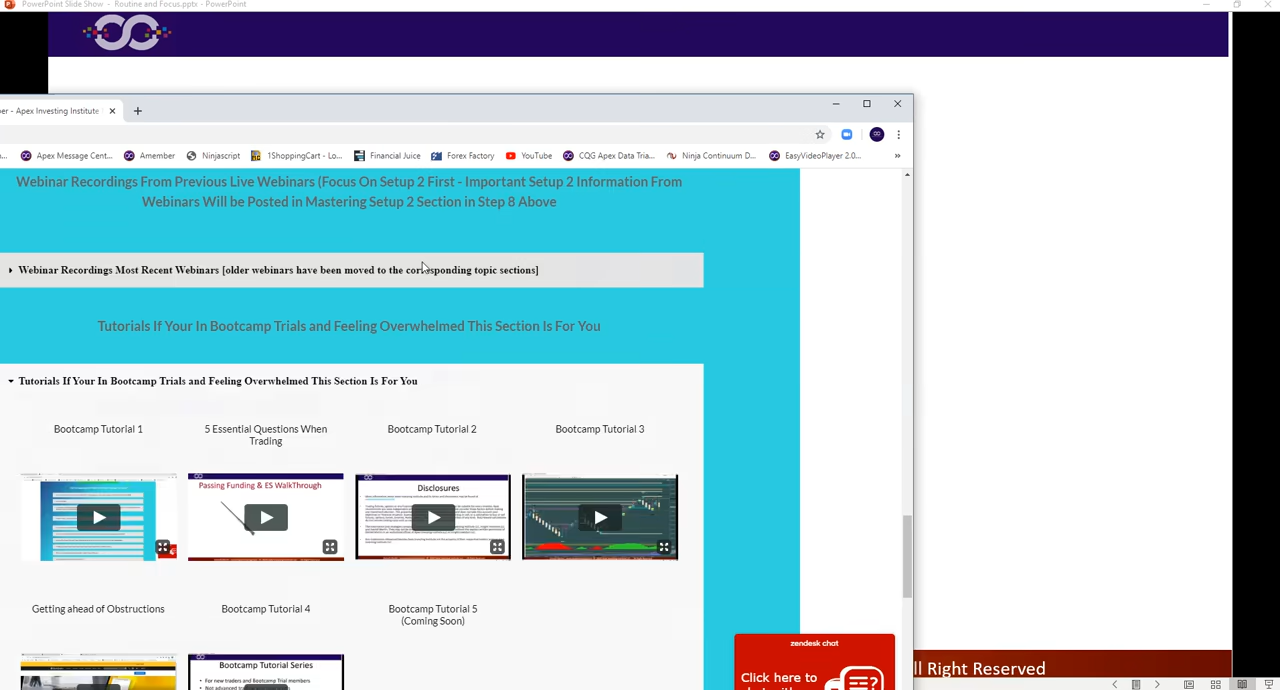 PowerPoint Slide Show - Routine and Focus.pptx - PowerPoint
er - Apex Investing Institute
Apex Message Cent... Amember Ninjascript 1ShoppingCart - Lo... Financial Juice Forex Factory YouTube CQG Apex Data Tria... Ninja Continuum D... EasyVideoPlayer 2.0... »
Webinar Recordings From Previous Live Webinars (Focus On Setup 2 First - Important Setup 2 Information From
Webinars Will be Posted in Mastering Setup 2 Section in Step 8 Above
Webinar Recordings Most Recent Webinars [older webinars have been moved to the corresponding topic sections]
Tutorials If Your In Bootcamp Trials and Feeling Overwhelmed This Section Is For You
Tutorials If Your In Bootcamp Trials and Feeling Overwhelmed This Section Is For You
Bootcamp Tutorial 1
5 Essential Questions When
Trading
Bootcamp Tutorial 2
Bootcamp Tutorial 3
Passing Funding & ES WalkThrough
Disclosures
Getting ahead of Obstructions
Bootcamp Tutorial 4
Bootcamp Tutorial 5
(Coming Soon)
Bootcamp Tutorial Series
For new traders and Bootcamp Trial members
zendesk chat
Click here to
ll Right Reserved